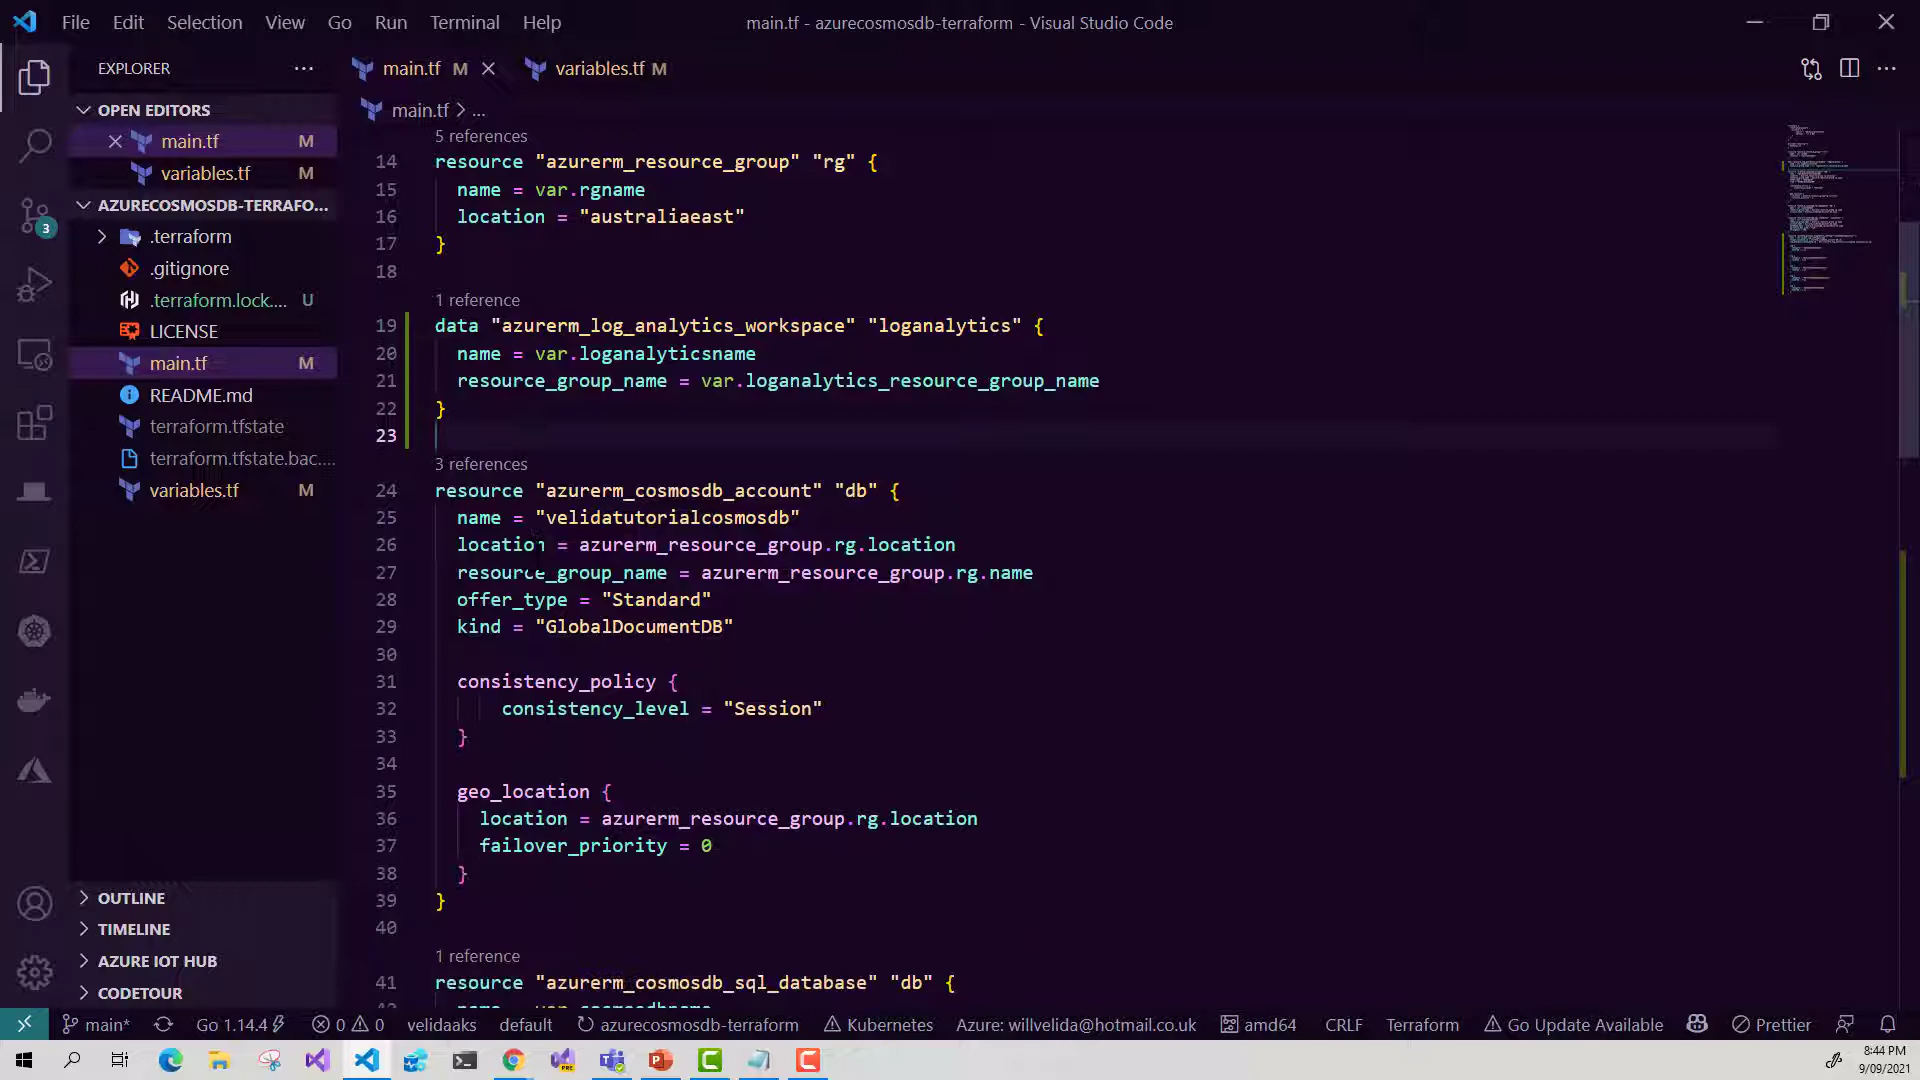 File Edit Selection View Go Run Terminal Help
main.tf - azurecosmosdb-terraform - Visual Studio Code
EXPLORER
main.tf M
variables.tf M
OPEN EDITORS
main.tf M
variables.tf M
AZURECOSMOSDB-TERRAFO...
.terraform
.gitignore
.terraform.lock.... U
LICENSE
main.tf M
README.md
terraform.tfstate
terraform.tfstate.bac....
variables.tf M
OUTLINE
TIMELINE
AZURE IOT HUB
CODETOUR
3
main.tf > ...
5 references
14 resource "azurerm_resource_group" "rg" {
15 name = var.rgname
16 location = "australiaeast"
17 }
18
1 reference
19 data "azurerm_log_analytics_workspace" "loganalytics" {
20 name = var.loganalyticsname
21 resource_group_name = var.loganalytics_resource_group_name
22 }
23
3 references
24 resource "azurerm_cosmosdb_account" "db" {
25 name = "velidatutorialcosmosdb"
26 location = azurerm_resource_group.rg.location
27 resource_group_name = azurerm_resource_group.rg.name
28 offer_type = "Standard"
29 kind = "GlobalDocumentDB"
30
31 consistency_policy {
32 consistency_level = "Session"
33 }
34
35 geo_location {
36 location = azurerm_resource_group.rg.location
37 failover_priority = 0
38 }
39 }
40
1 reference
41 resource "azurerm_cosmosdb_sql_database" "db" {
main* Go 1.14.4 0 0 velidaaks default azurecosmosdb-terraform Kubernetes Azure: willvelida@hotmail.co.uk amd64 CRLF Terraform Go Update Available Prettier
8:44 PM
9/09/2021